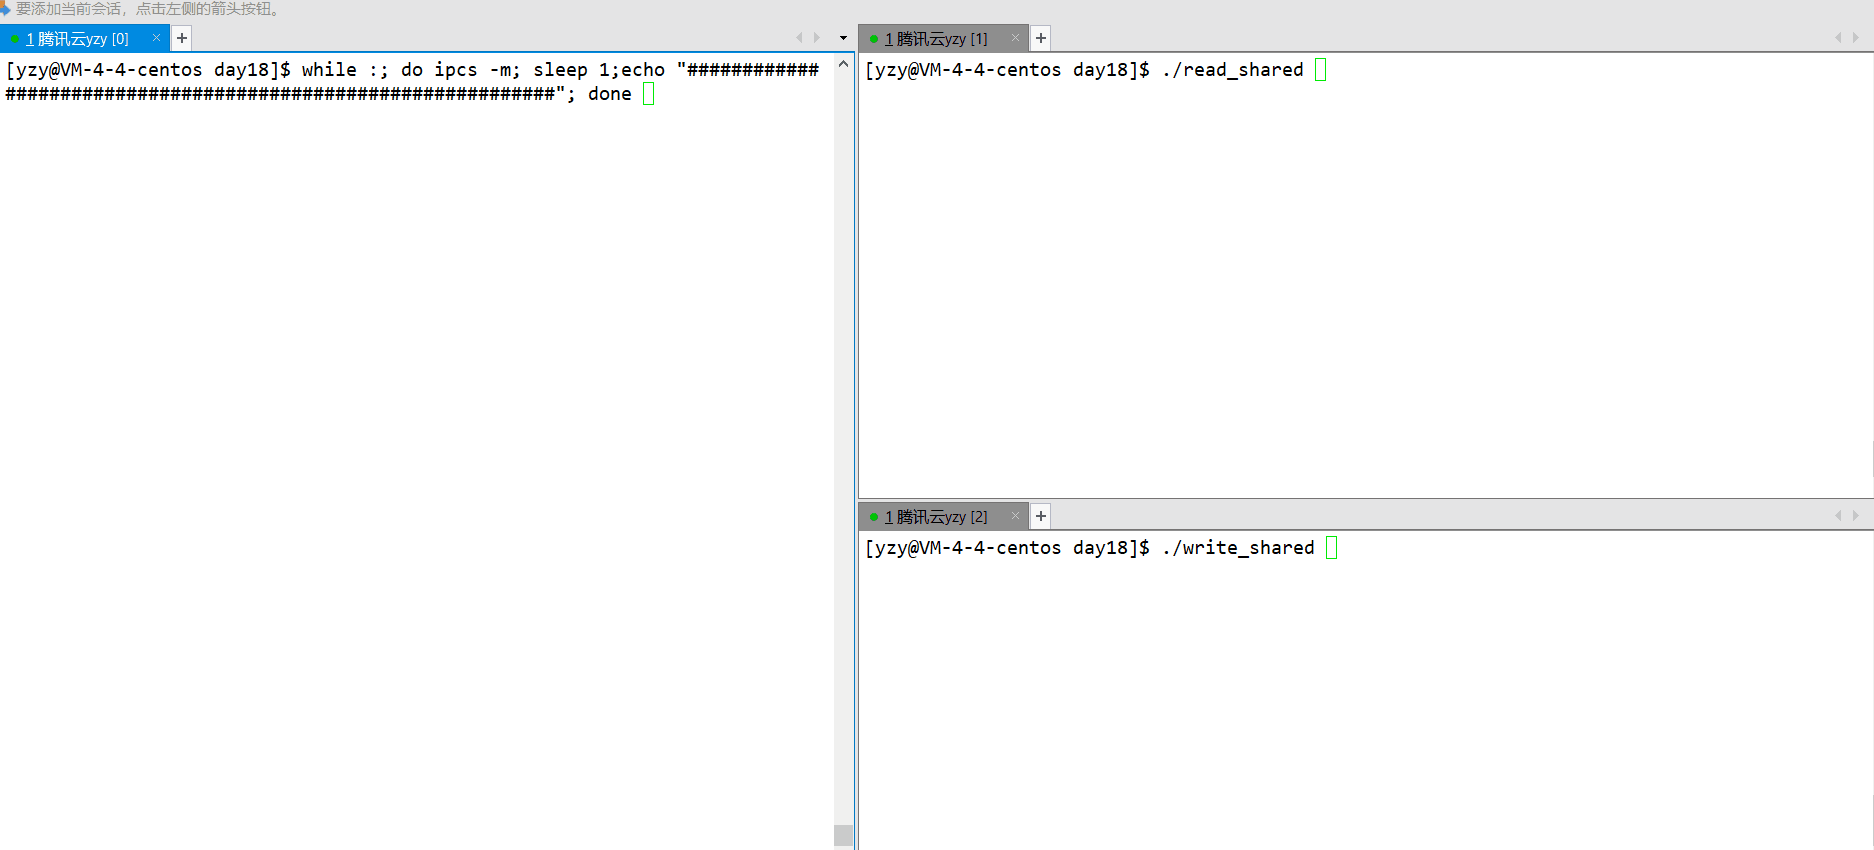 要添加当前会话，点击左侧的箭头按钮。
1 腾讯云yzy [0] × +
[yzy@VM-4-4-centos day18]$ while :; do ipcs -m; sleep 1;echo "############
##################################################"; done
1 腾讯云yzy [1] × +
[yzy@VM-4-4-centos day18]$ ./read_shared
1 腾讯云yzy [2] × +
[yzy@VM-4-4-centos day18]$ ./write_shared